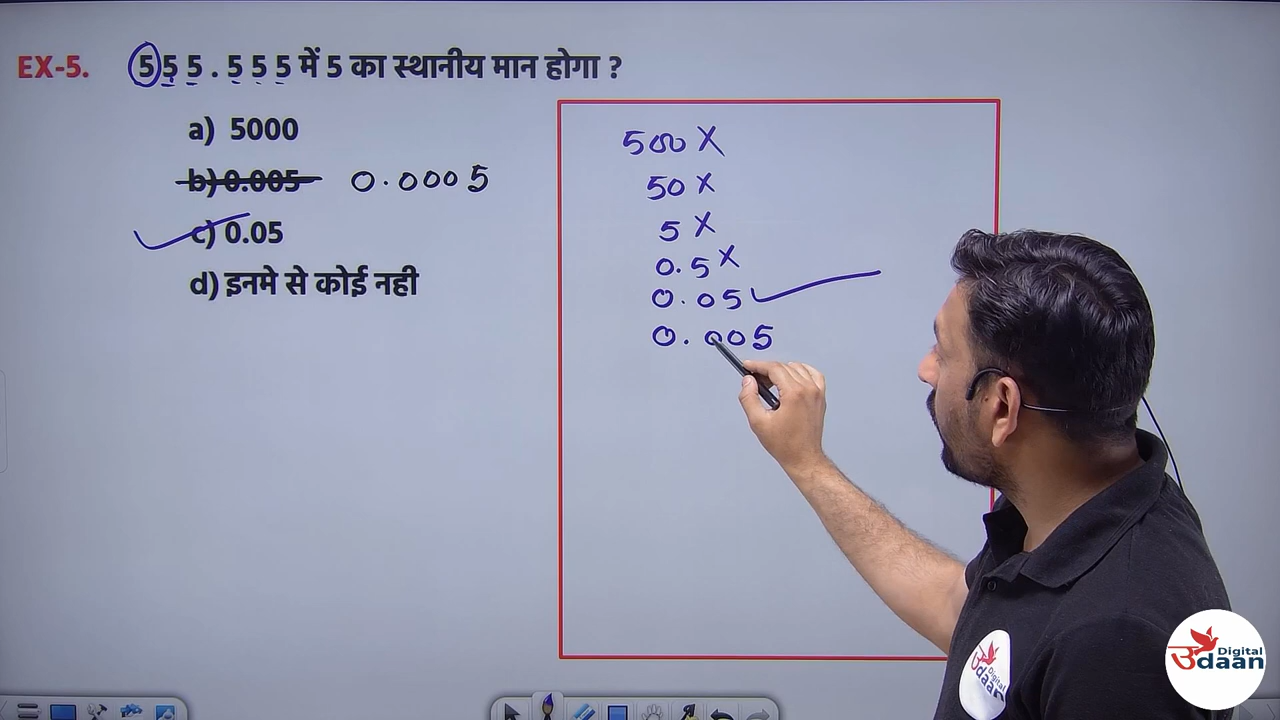 EX-5. 555.555 में 5 का स्थानीय मान होगा ?
a) 5000
b) 0.005 0.0005
c) 0.05
d) इनमे से कोई नही
500 X
50 X
5 X
0.5 X
0.05 ✓
0.005
Digital
उdaan